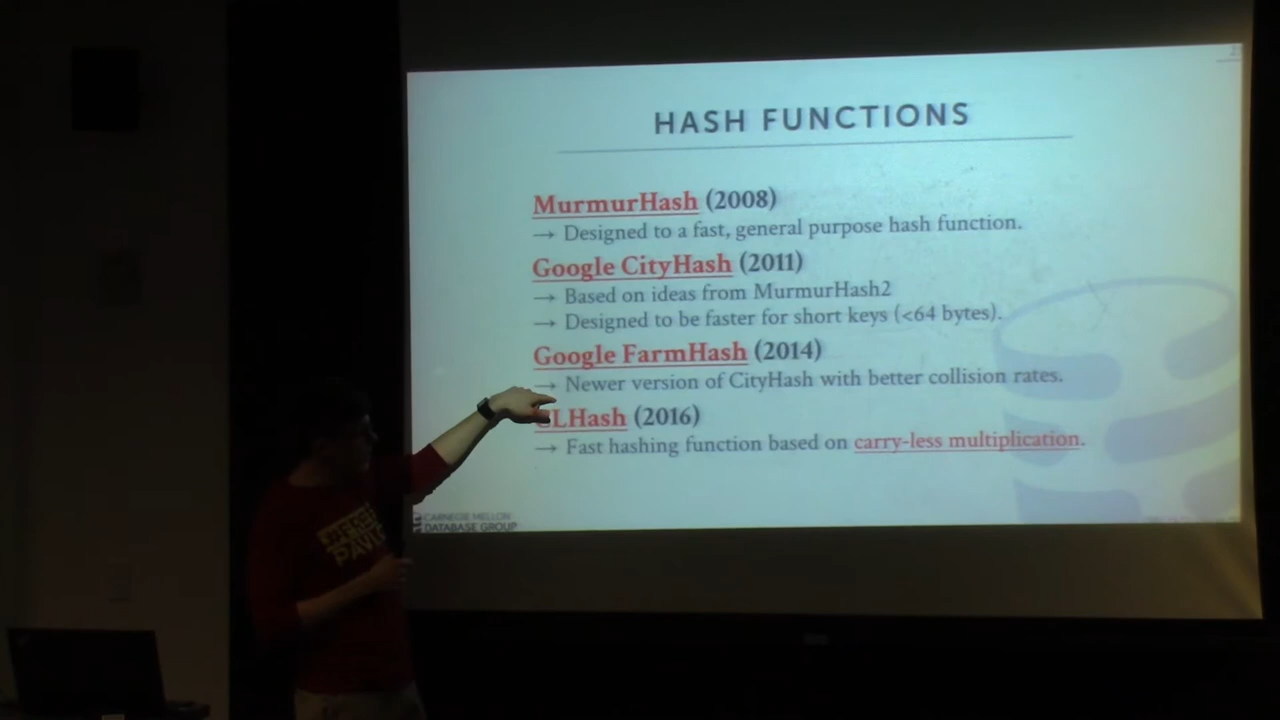 HASH FUNCTIONS
MurmurHash (2008)
→ Designed to a fast, general purpose hash function.
Google CityHash (2011)
→ Based on ideas from MurmurHash2
→ Designed to be faster for short keys (<64 bytes).
Google FarmHash (2014)
→ Newer version of CityHash with better collision rates.
CLHash (2016)
→ Fast hashing function based on carry-less multiplication.
CARNEGIE MELLON
DATABASE GROUP